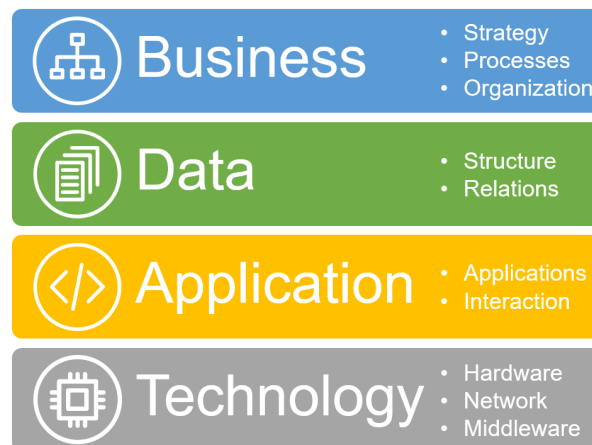 Business
• Strategy
• Processes
• Organization
Data
• Structure
• Relations
Application
• Applications
• Interaction
Technology
• Hardware
• Network
• Middleware